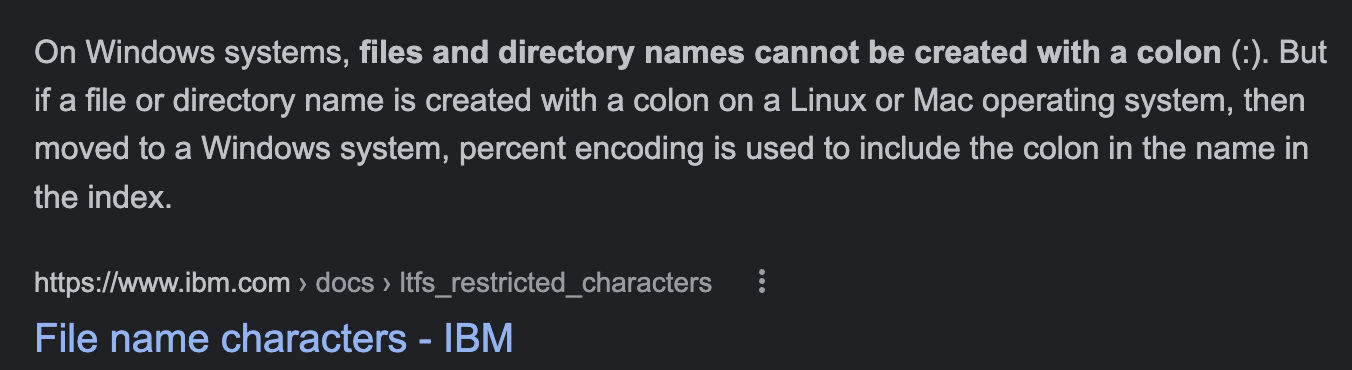 On Windows systems, files and directory names cannot be created with a colon (:). But
if a file or directory name is created with a colon on a Linux or Mac operating system, then
moved to a Windows system, percent encoding is used to include the colon in the name in
the index.
https://www.ibm.com › docs › ltfs_restricted_characters
File name characters - IBM